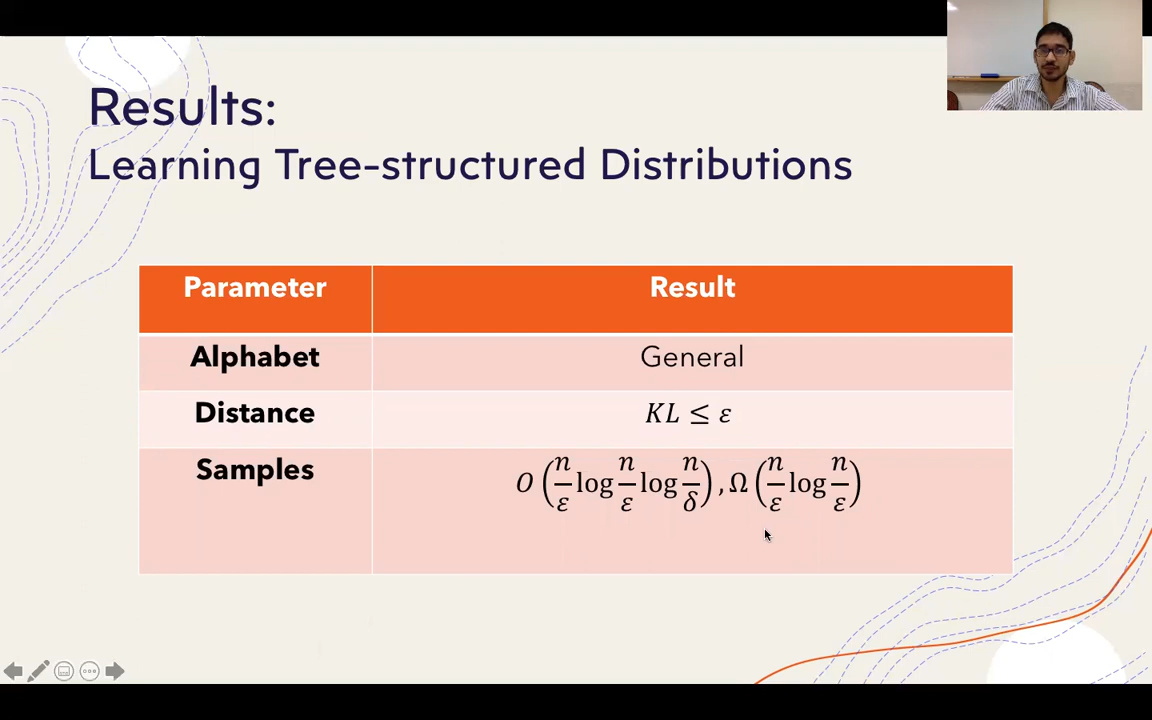 Results:
Learning Tree-structured Distributions
Parameter Result
Alphabet General
Distance KL ≤ ε
Samples O(n/ε log n/ε log n/δ), Ω(n/ε log n/ε)